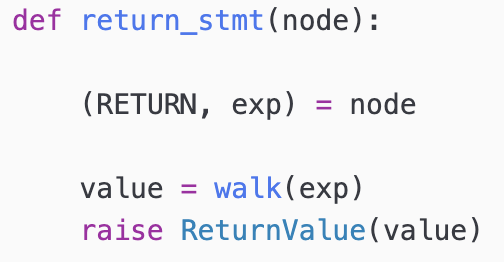 def return_stmt(node):
    (RETURN, exp) = node
    value = walk(exp)
    raise ReturnValue(value)